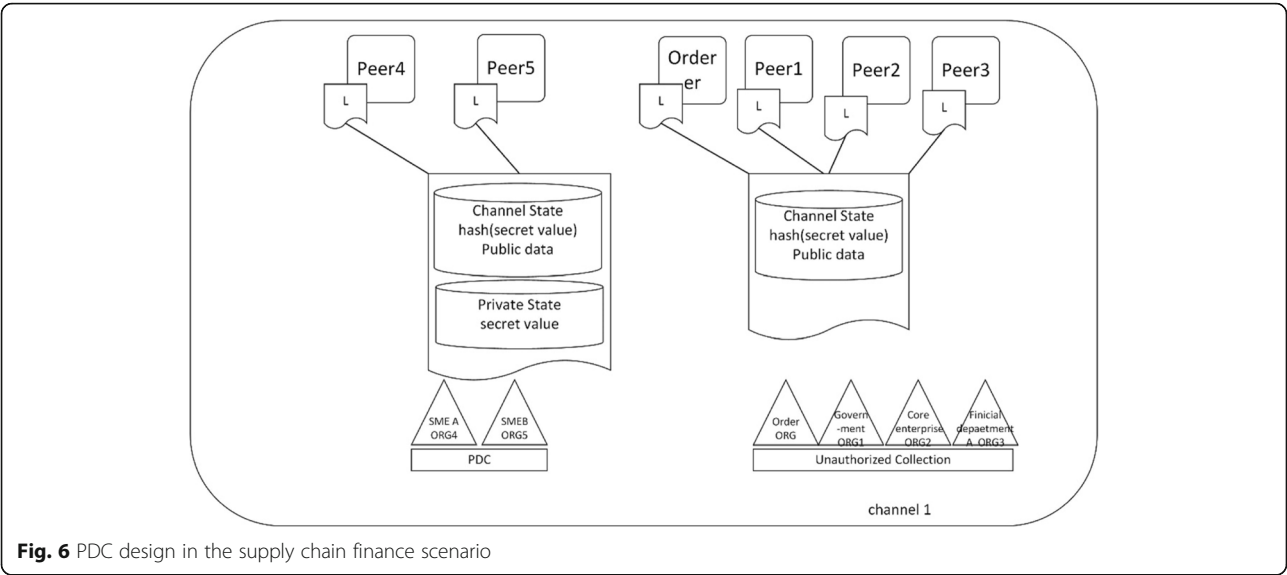 Peer4
Peer5
Order
er
Peer1
Peer2
Peer3
L
L
L
L
L
L
Channel State
hash(secret value)
Public data
Private State
secret value
Channel State
hash(secret value)
Public data
SME A
ORG4
SMEB
ORG5
PDC
Order
ORG
Govern
-ment
ORG1
Core
enterprise
ORG2
Finicial
depaetment
A ORG3
Unauthorized Collection
channel 1
Fig. 6 PDC design in the supply chain finance scenario